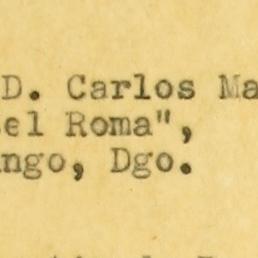 D. Carlos Ma
el Roma",
ngo, Dgo.